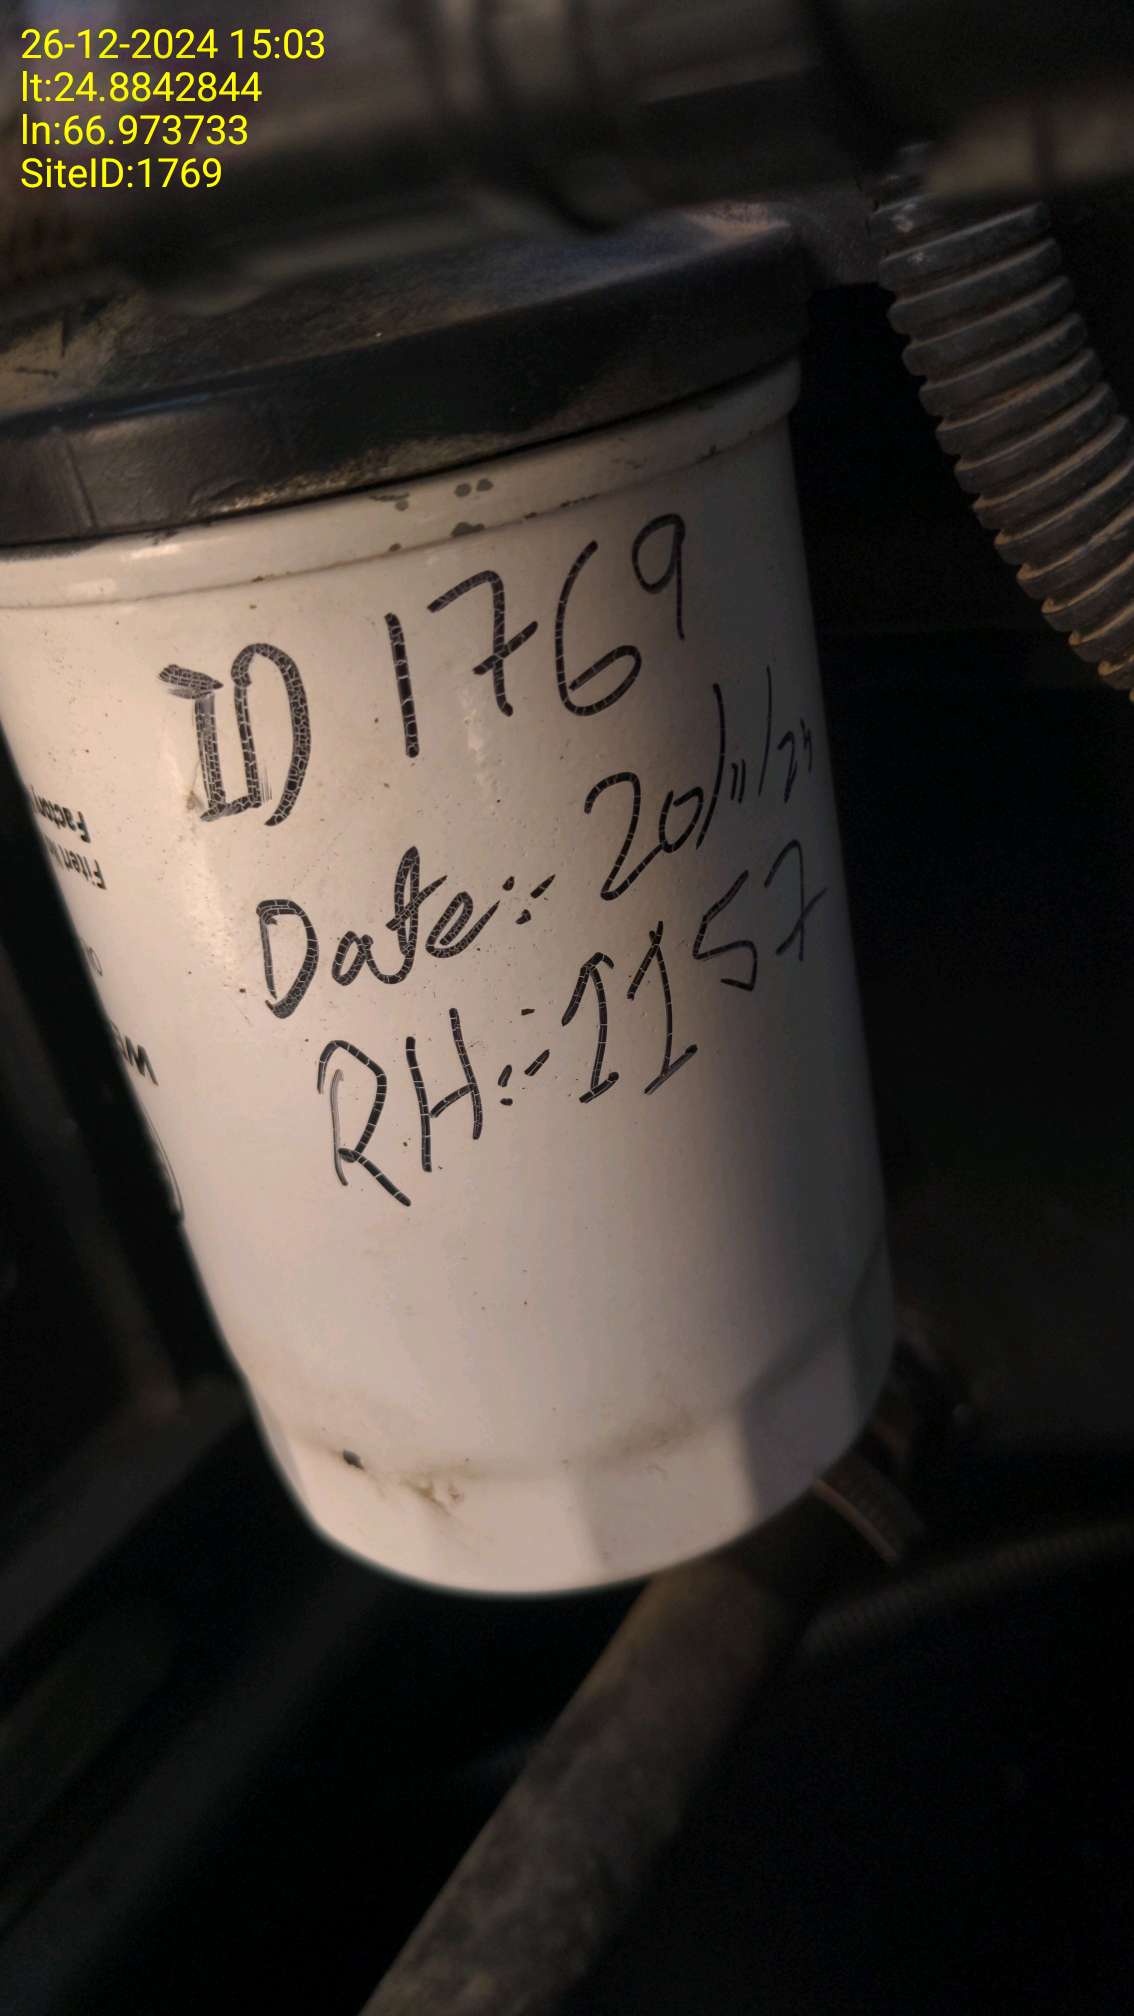 26-12-2024 15:03
lt:24.8842844
ln:66.973733
SiteID:1769
ID 1769
Date:- 20/11/24
RH:- 1157